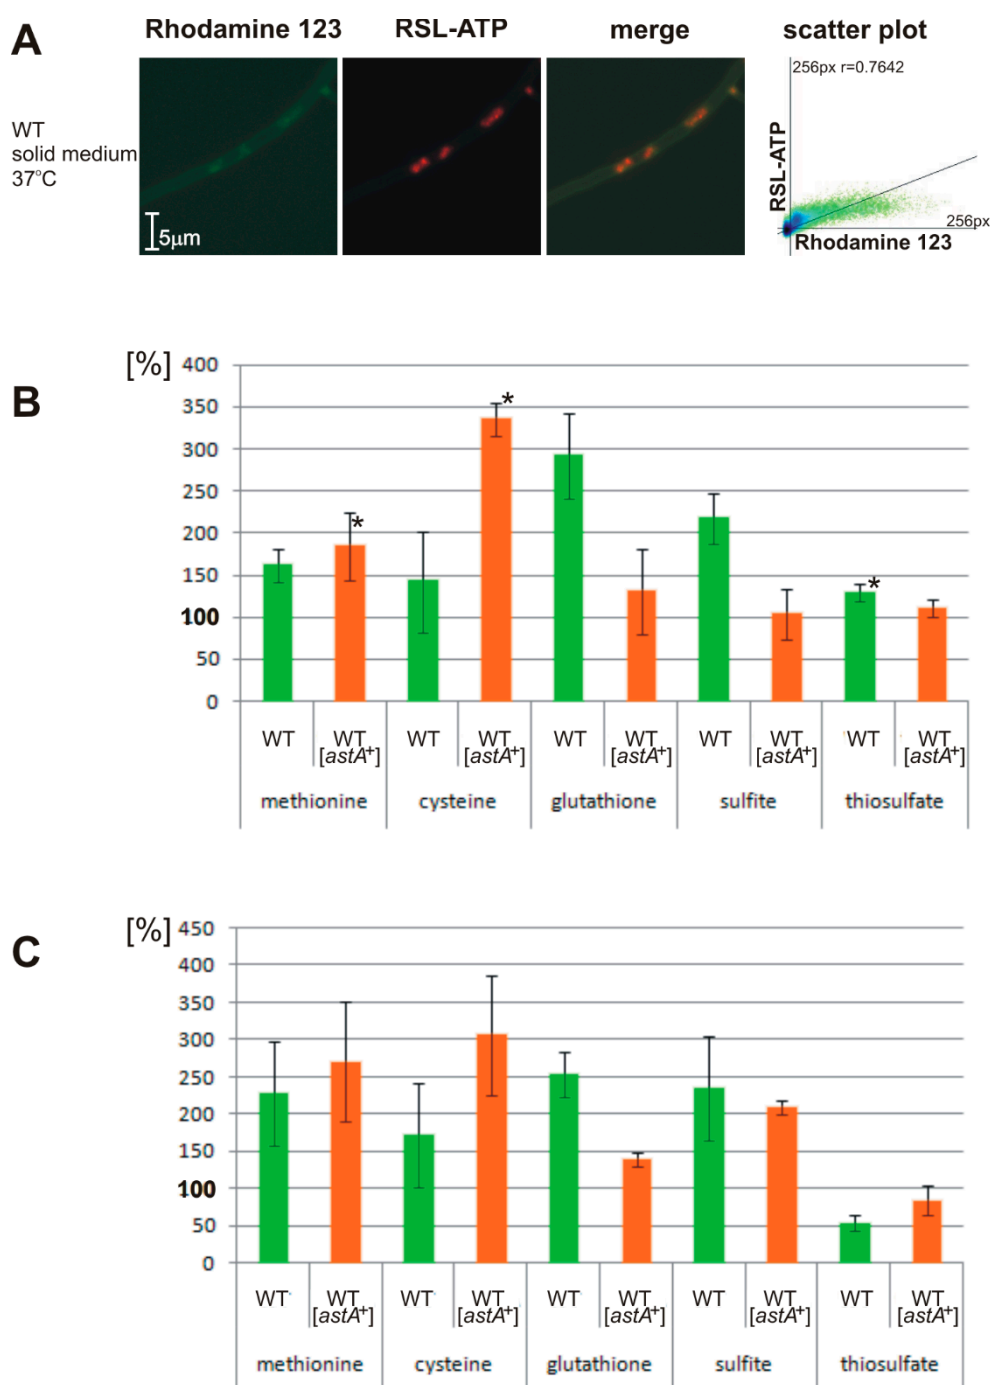 A
Rhodamine 123 RSL-ATP merge scatter plot
WT
solid medium
37°C
5µm
256px r=0.7642
RSL-ATP
256px
Rhodamine 123
B
[%]
400
350
300
250
200
150
100
50
0
* * *
WT WT [astA+] WT WT [astA+] WT WT [astA+] WT WT [astA+] WT WT [astA+]
methionine cysteine glutathione sulfite thiosulfate
C
[%]
450
400
350
300
250
200
150
100
50
0
WT WT [astA+] WT WT [astA+] WT WT [astA+] WT WT [astA+] WT WT [astA+]
methionine cysteine glutathione sulfite thiosulfate